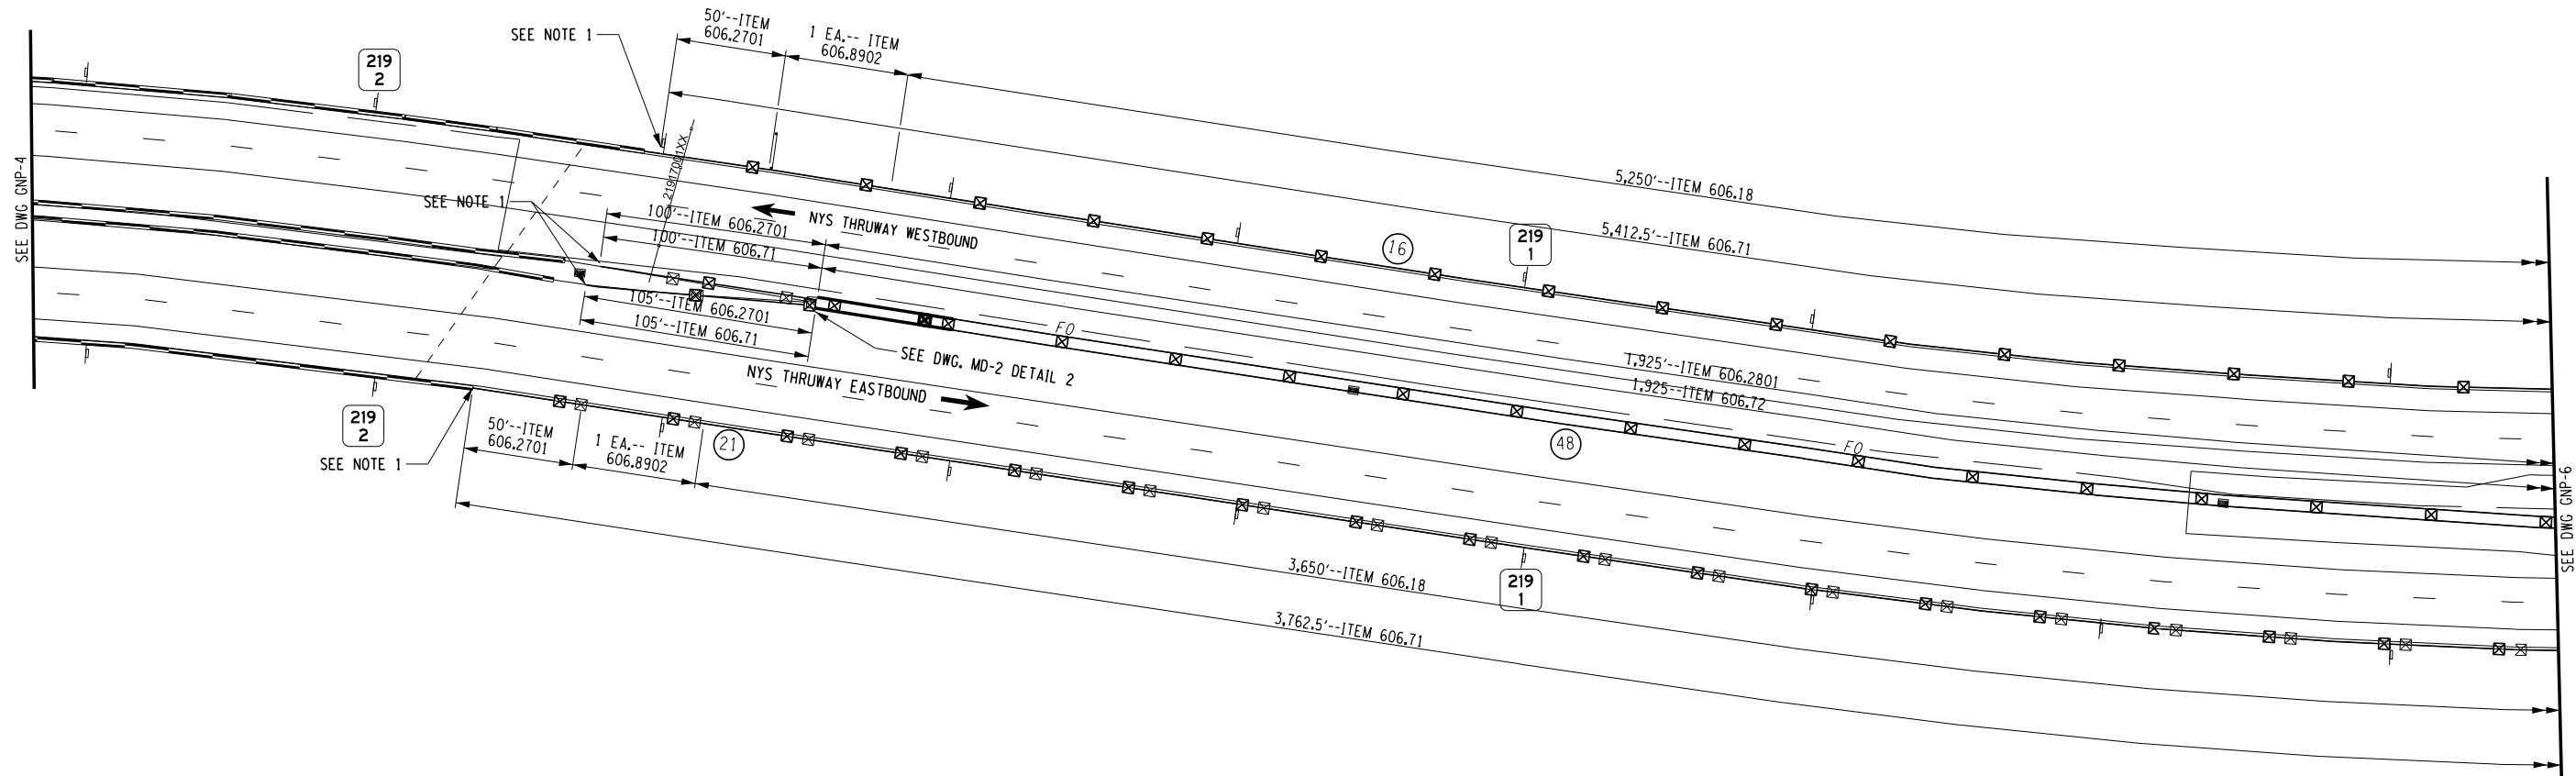 SEE DWG GNP-4
219
2
SEE NOTE 1
50'--ITEM
606.2701
1 EA.-- ITEM
606.8902
5,250'--ITEM 606.18
5,412.5'--ITEM 606.71
21917001XX
SEE NOTE 1
100'--ITEM 606.2701
100'--ITEM 606.71
NYS THRUWAY WESTBOUND
16
219
1
105'--ITEM 606.2701
105'--ITEM 606.71
FO
SEE DWG. MD-2 DETAIL 2
1,925'--ITEM 606.2801
1,925--ITEM 606.72
NYS THRUWAY EASTBOUND
FO
219
2
SEE NOTE 1
50'--ITEM
606.2701
1 EA.-- ITEM
606.8902
21
48
3,650'--ITEM 606.18
219
1
3,762.5'--ITEM 606.71
SEE DWG GNP-6